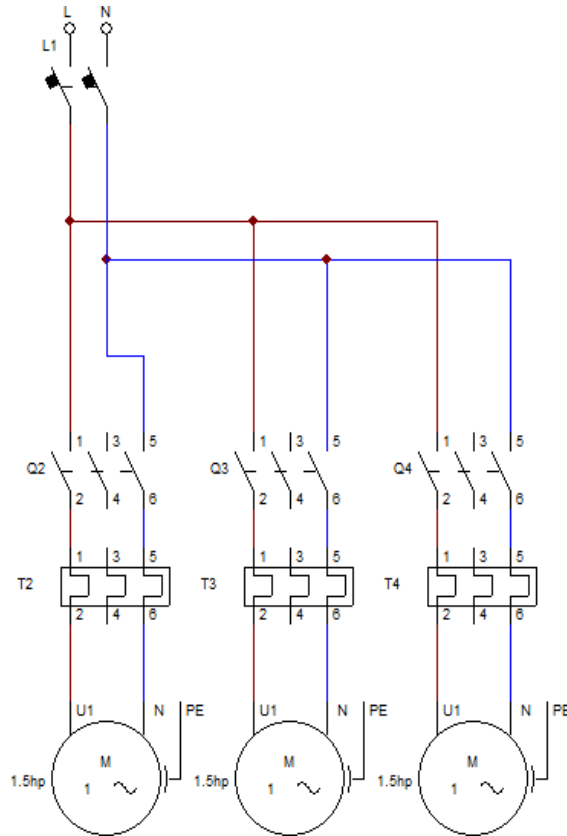 L N
L1
1 3 5 1 3 5 1 3 5
Q2 Q3 Q4
2 4 6 2 4 6 2 4 6
1 3 5 1 3 5 1 3 5
T2 T3 T4
2 4 6 2 4 6 2 4 6
U1 N PE U1 N PE U1 N PE
M M M
1.5hp 1 1.5hp 1 1.5hp 1